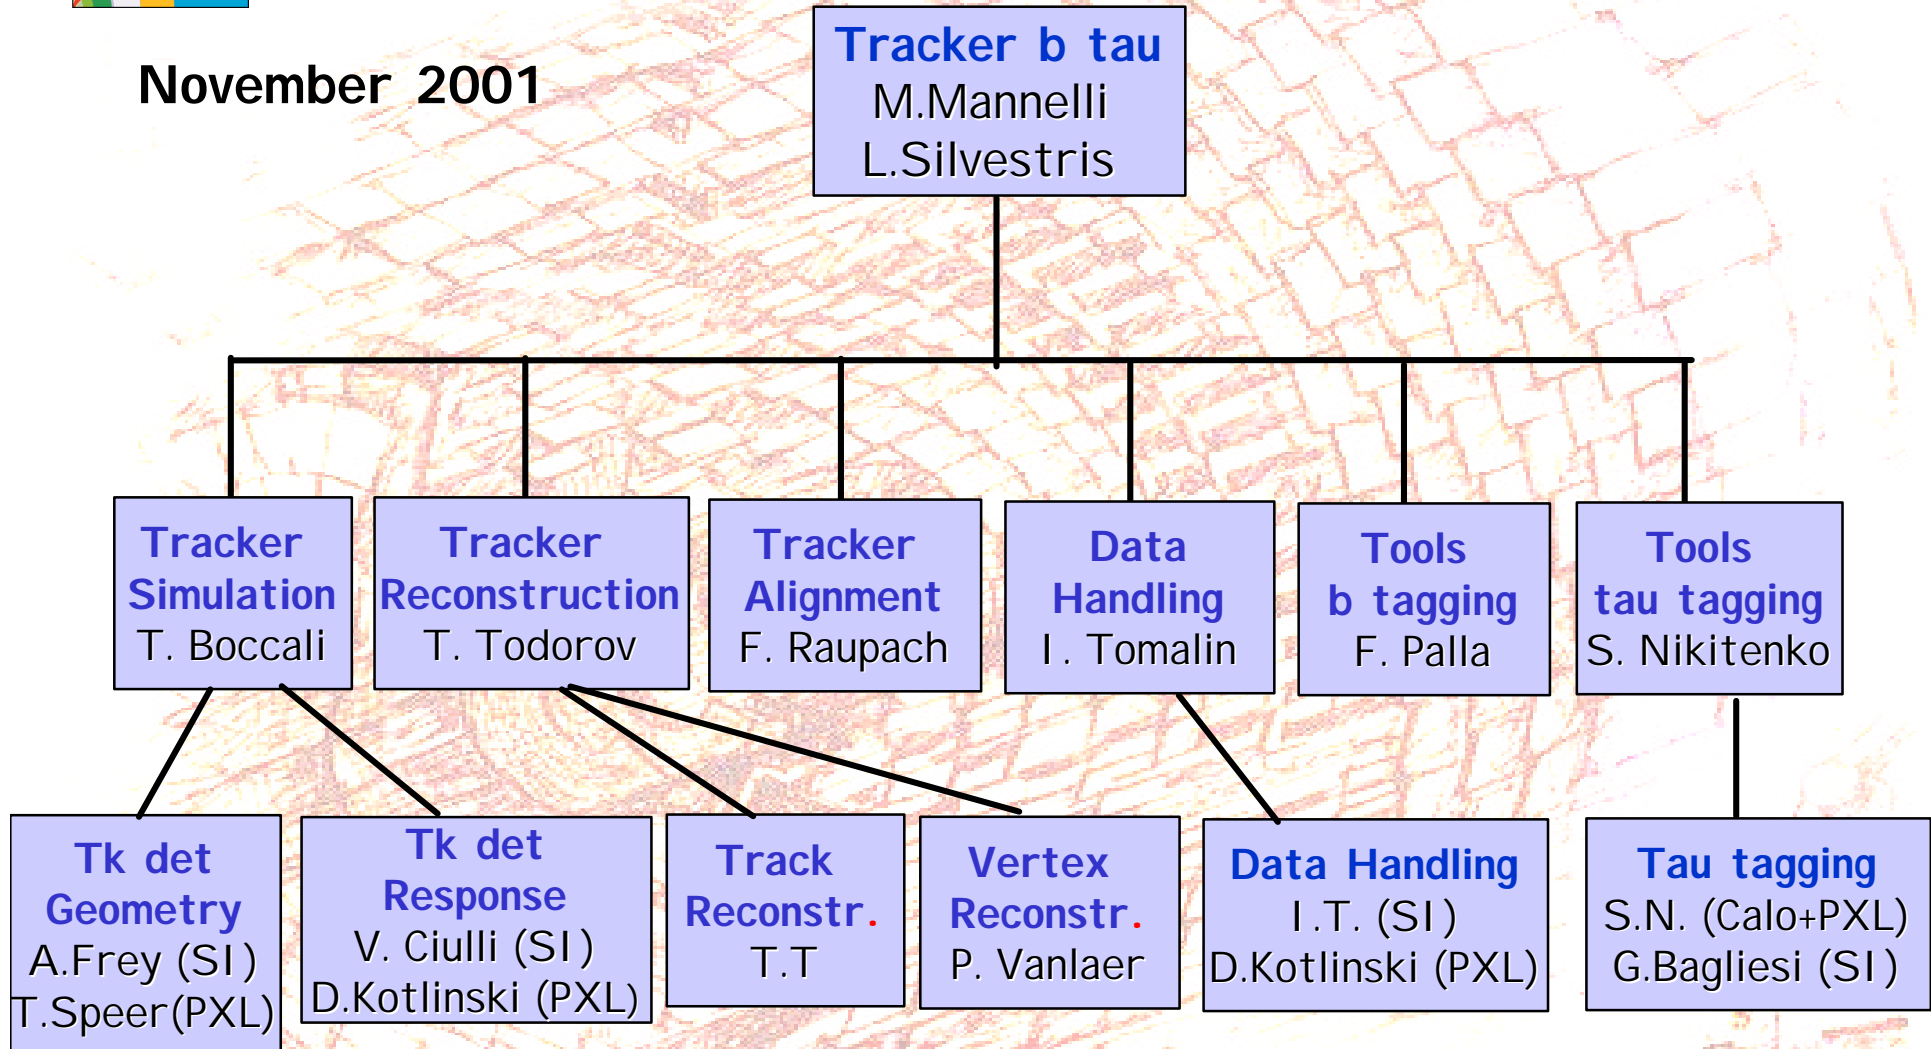 November 2001
Tracker b tau
M.Mannelli
L.Silvestris
Tracker
Simulation
T. Boccali
Tracker
Reconstruction
T. Todorov
Tracker
Alignment
F. Raupach
Data
Handling
I. Tomalin
Tools
b tagging
F. Palla
Tools
tau tagging
S. Nikitenko
Tk det
Geometry
A.Frey (SI)
T.Speer(PXL)
Tk det
Response
V. Ciulli (SI)
D.Kotlinski (PXL)
Track
Reconstr.
T.T
Vertex
Reconstr.
P. Vanlaer
Data Handling
I.T. (SI)
D.Kotlinski (PXL)
Tau tagging
S.N. (Calo+PXL)
G.Bagliesi (SI)